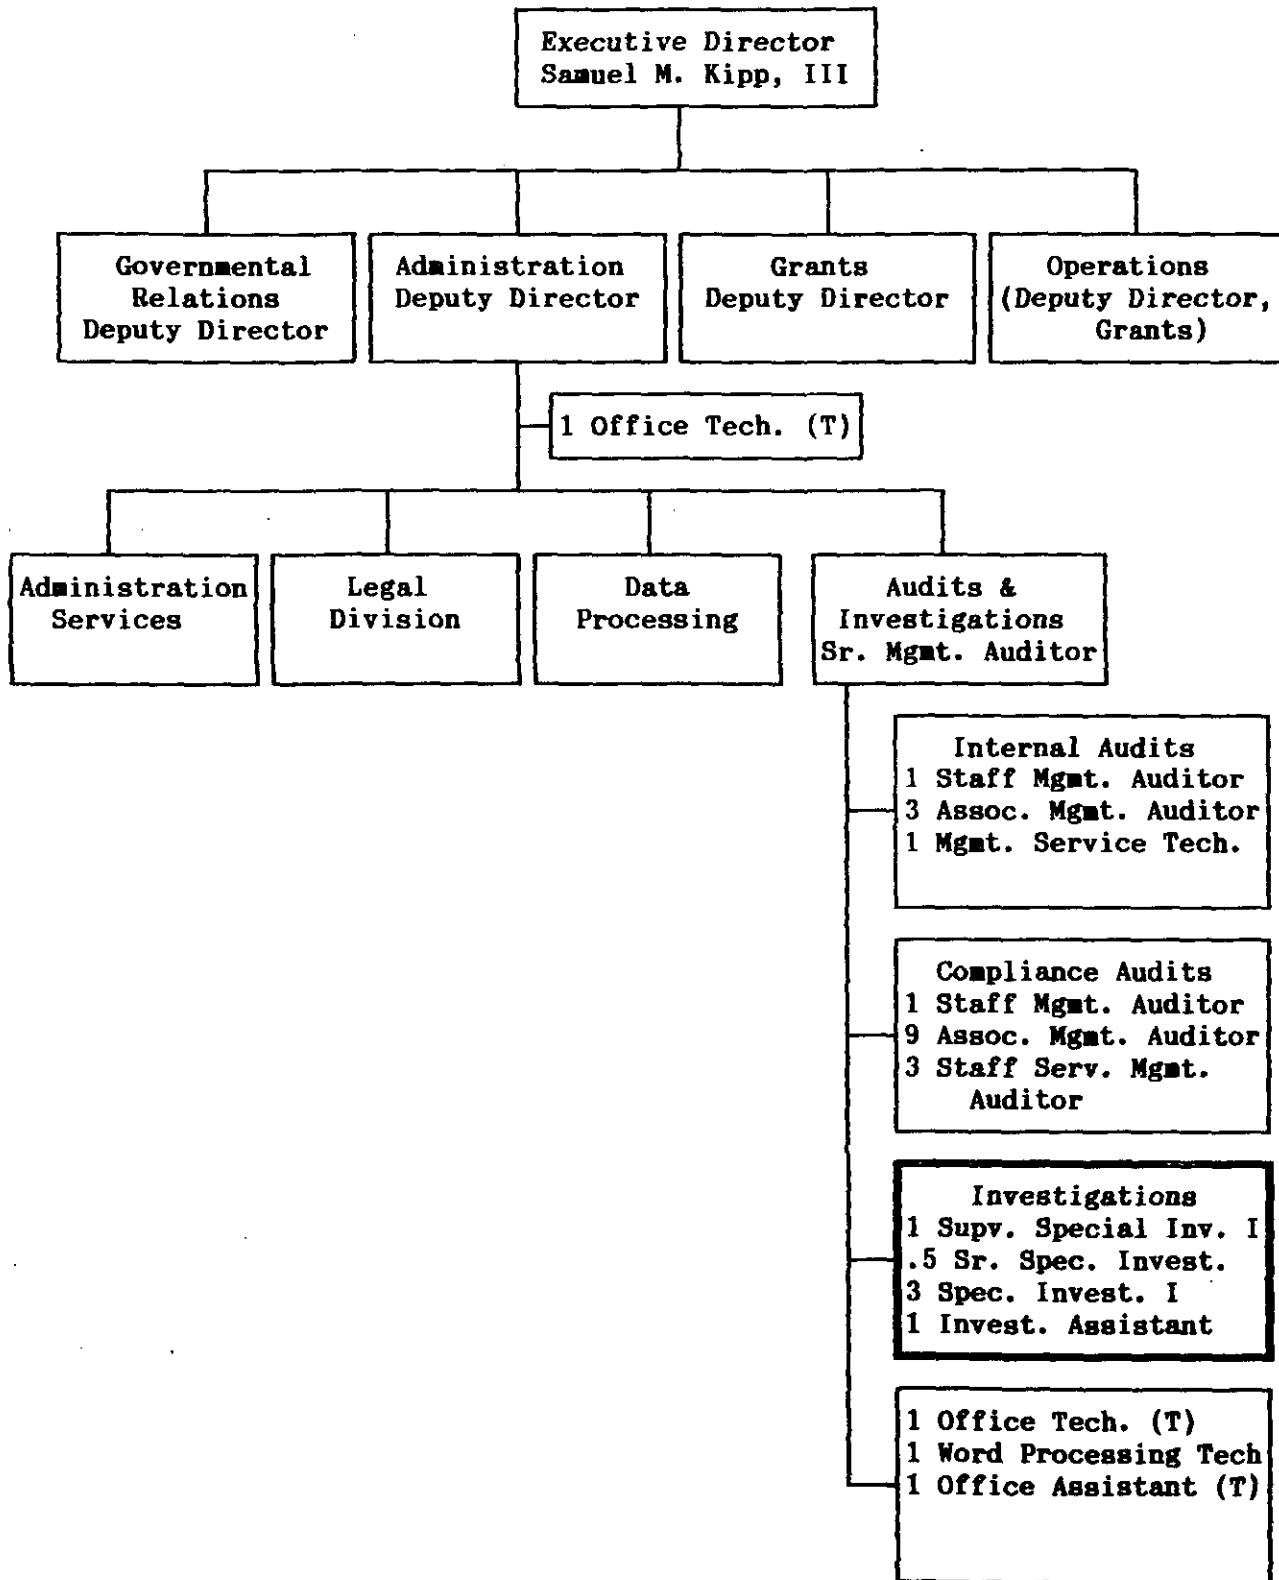 Executive Director
Samuel M. Kipp, III
Governmental
Relations
Deputy Director
Administration
Deputy Director
Grants
Deputy Director
Operations
(Deputy Director,
Grants)
1 Office Tech. (T)
Administration
Services
Legal
Division
Data
Processing
Audits &
Investigations
Sr. Mgmt. Auditor
Internal Audits
1 Staff Mgmt. Auditor
3 Assoc. Mgmt. Auditor
1 Mgmt. Service Tech.
Compliance Audits
1 Staff Mgmt. Auditor
9 Assoc. Mgmt. Auditor
3 Staff Serv. Mgmt.
Auditor
Investigations
1 Supv. Special Inv. I
.5 Sr. Spec. Invest.
3 Spec. Invest. I
1 Invest. Assistant
1 Office Tech. (T)
1 Word Processing Tech
1 Office Assistant (T)